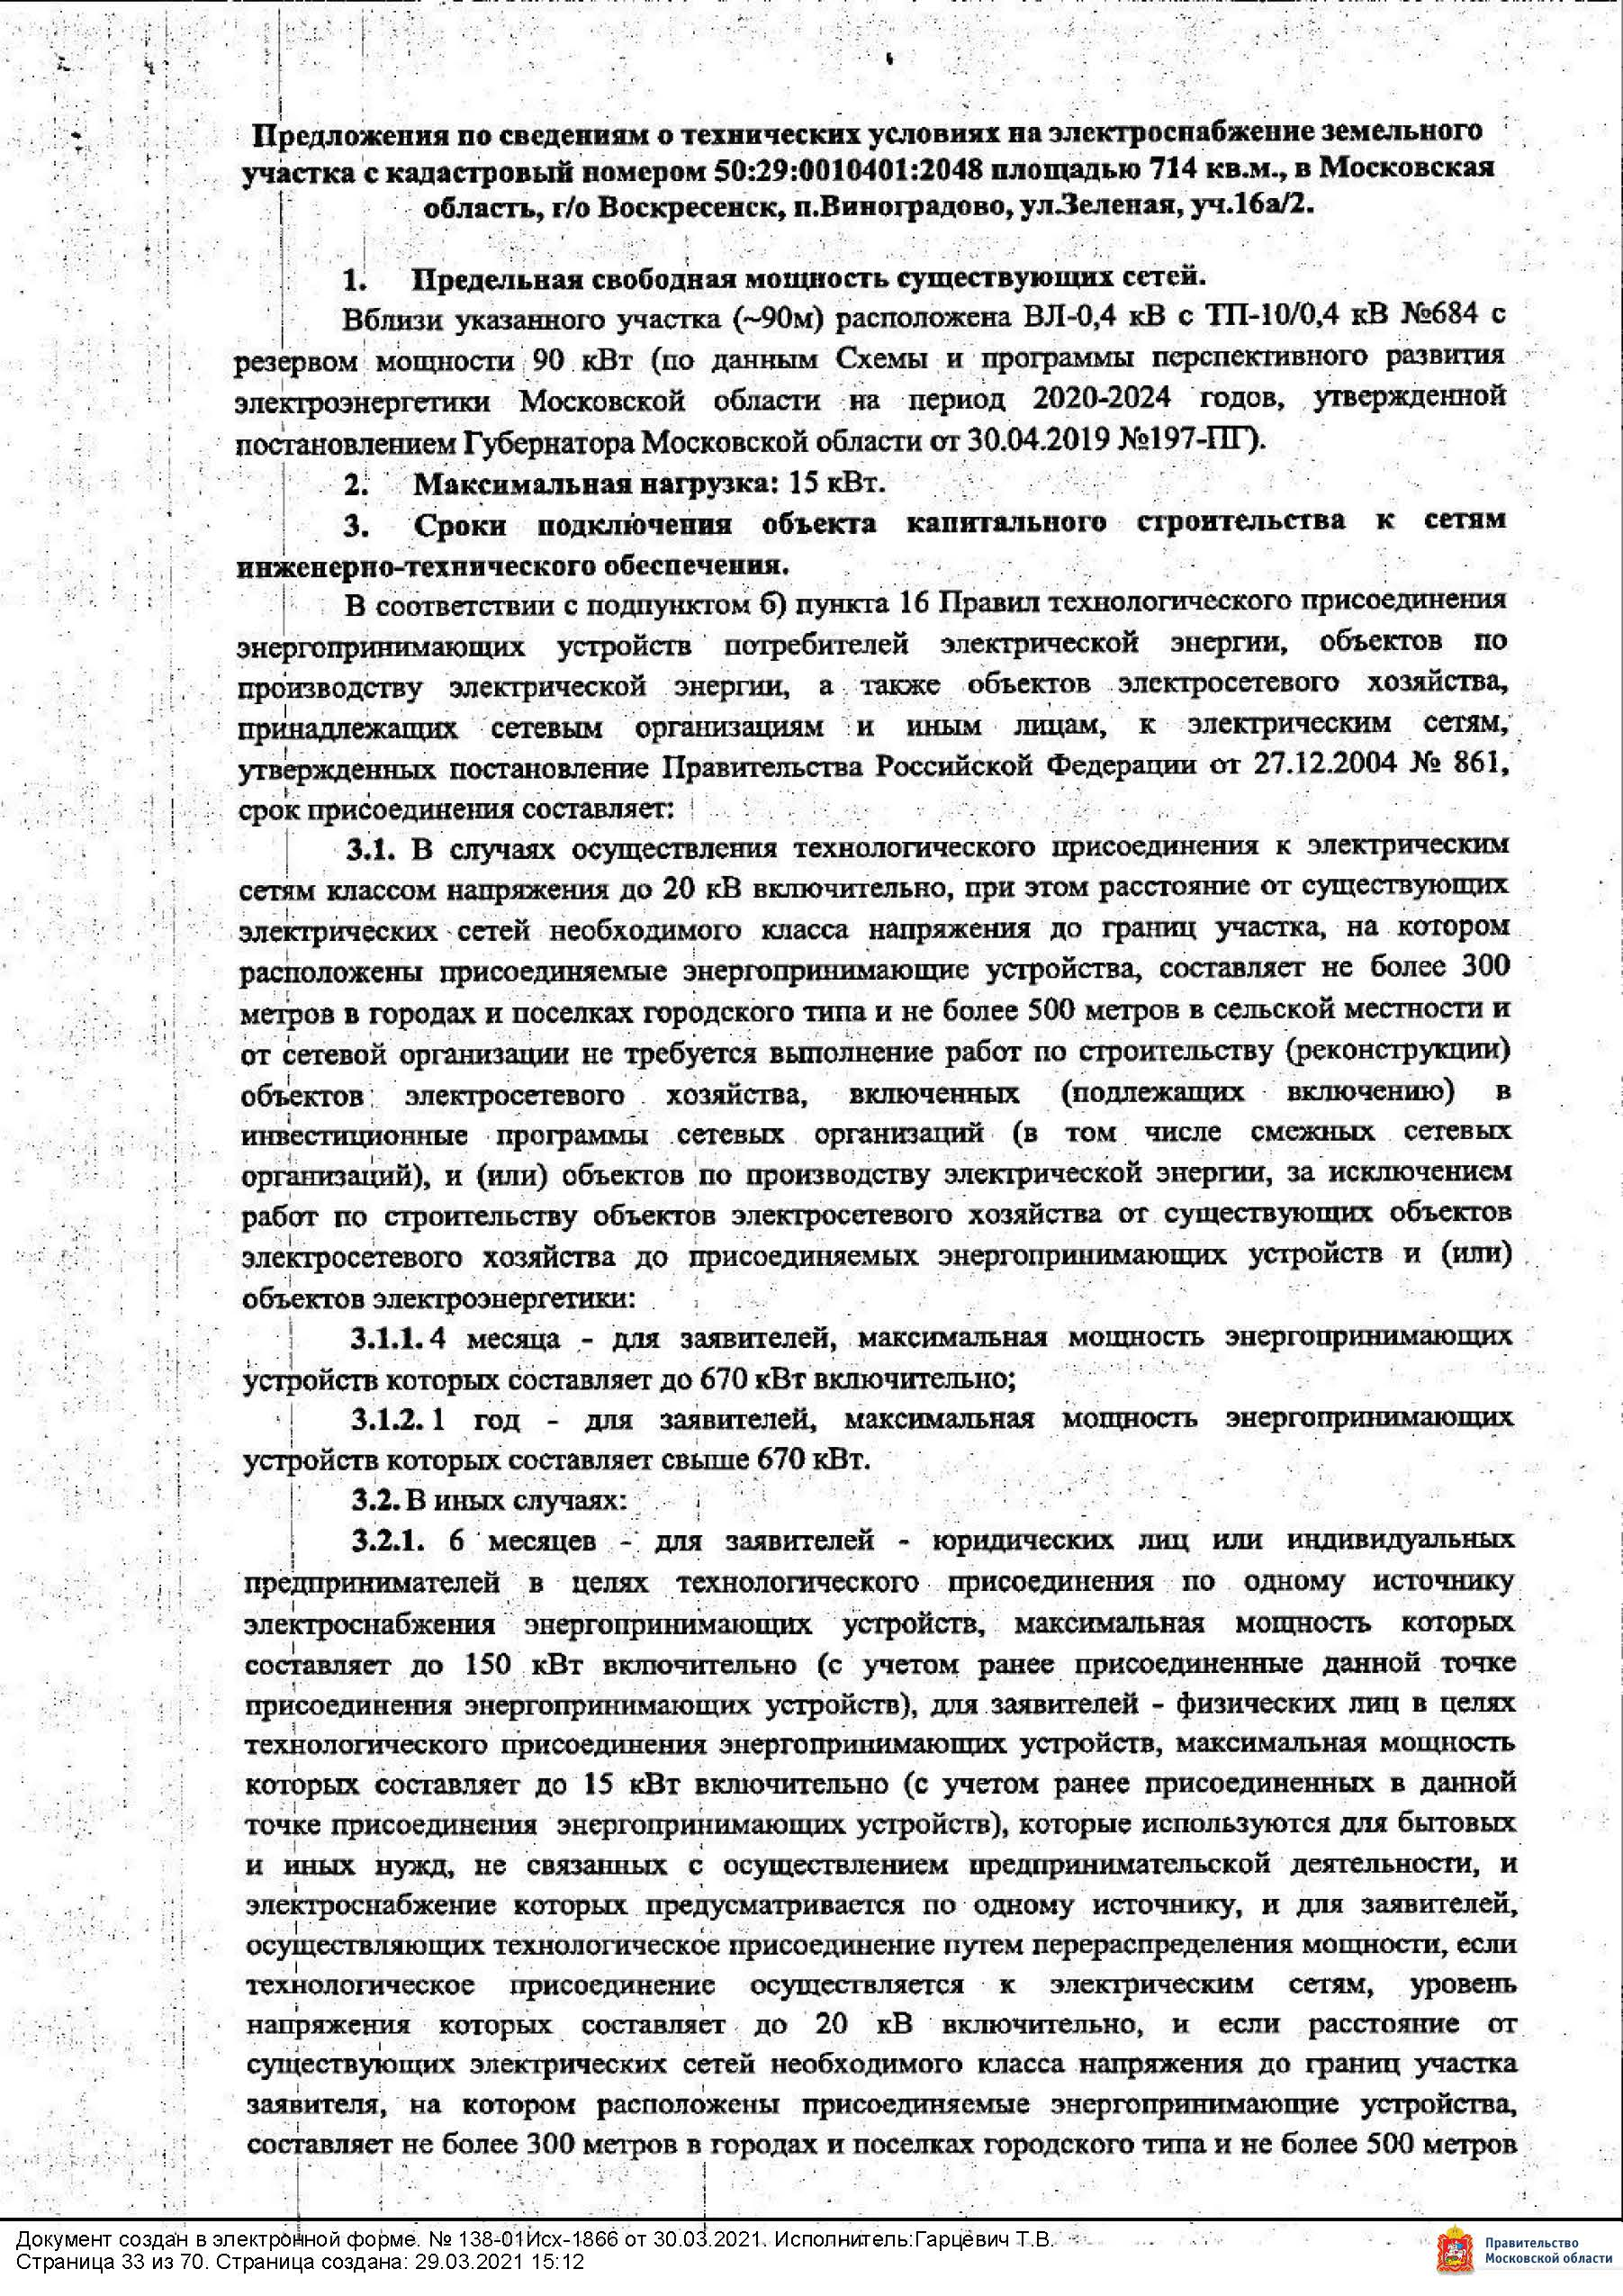 Предложения по сведениям о технических условиях на электроснабжение земельного
участка с кадастровый номером 50:29:0010401:2048 площадью 714 кв.м., в Московская
область, г/о Воскресенск, п.Виноградово, ул.Зеленая, уч.16а/2.
1. Предельная свободная мощность существующих сетей.
Вблизи указанного участка (~90м) расположена ВЛ-0,4 кВ с ТП-10/0,4 кВ №684 с
резервом мощности 90 кВт (по данным Схемы и программы перспективного развития
электроэнергетики Московской области на период 2020-2024 годов, утвержденной
постановлением Губернатора Московской области от 30.04.2019 №197-ПГ).
2. Максимальная нагрузка: 15 кВт.
3. Сроки подключения объекта капитального строительства к сетям
инженерно-технического обеспечения.
В соответствии с подпунктом б) пункта 16 Правил технологического присоединения
энергопринимающих устройств потребителей электрической энергии, объектов по
производству электрической энергии, а также объектов электросетевого хозяйства,
принадлежащих сетевым организациям и иным лицам, к электрическим сетям,
утвержденных постановление Правительства Российской Федерации от 27.12.2004 № 861,
срок присоединения составляет:
3.1. В случаях осуществления технологического присоединения к электрическим
сетям классом напряжения до 20 кВ включительно, при этом расстояние от существующих
электрических сетей необходимого класса напряжения до границ участка, на котором
расположены присоединяемые энергопринимающие устройства, составляет не более 300
метров в городах и поселках городского типа и не более 500 метров в сельской местности и
от сетевой организации не требуется выполнение работ по строительству (реконструкции)
объектов электросетевого хозяйства, включенных (подлежащих включению) в
инвестиционные программы сетевых организаций (в том числе смежных сетевых
организаций), и (или) объектов по производству электрической энергии, за исключением
работ по строительству объектов электросетевого хозяйства от существующих объектов
электросетевого хозяйства до присоединяемых энергопринимающих устройств и (или)
объектов электроэнергетики:
3.1.1. 4 месяца - для заявителей, максимальная мощность энергопринимающих
устройств которых составляет до 670 кВт включительно;
3.1.2. 1 год - для заявителей, максимальная мощность энергопринимающих
устройств которых составляет свыше 670 кВт.
3.2. В иных случаях:
3.2.1. 6 месяцев - для заявителей - юридических лиц или индивидуальных
предпринимателей в целях технологического присоединения по одному источнику
электроснабжения энергопринимающих устройств, максимальная мощность которых
составляет до 150 кВт включительно (с учетом ранее присоединенные данной точке
присоединения энергопринимающих устройств), для заявителей - физических лиц в целях
технологического присоединения энергопринимающих устройств, максимальная мощность
которых составляет до 15 кВт включительно (с учетом ранее присоединенных в данной
точке присоединения энергопринимающих устройств), которые используются для бытовых
и иных нужд, не связанных с осуществлением предпринимательской деятельности, и
электроснабжение которых предусматривается по одному источнику, и для заявителей,
осуществляющих технологическое присоединение путем перераспределения мощности, если
технологическое присоединение осуществляется к электрическим сетям, уровень
напряжения которых составляет до 20 кВ включительно, и если расстояние от
существующих электрических сетей необходимого класса напряжения до границ участка
заявителя, на котором расположены присоединяемые энергопринимающие устройства,
составляет не более 300 метров в городах и поселках городского типа и не более 500 метров
Документ создан в электронной форме. № 138-01Исх-1866 от 30.03.2021. Исполнитель:Гарцевич Т.В.
Страница 33 из 70. Страница создана: 29.03.2021 15:12
Правительство
Московской области